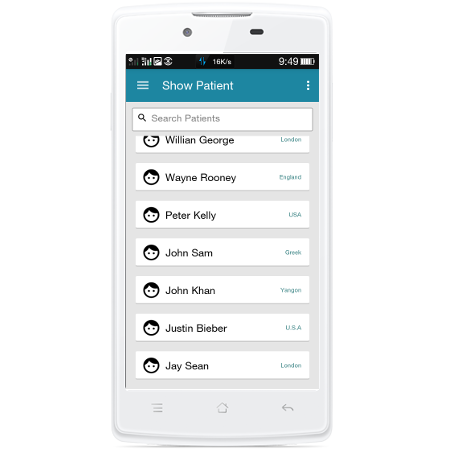 16K/s 9:49
Show Patient
Search Patients
Willian George London
Wayne Rooney England
Peter Kelly USA
John Sam Greek
John Khan Yangon
Justin Bieber U.S.A
Jay Sean London